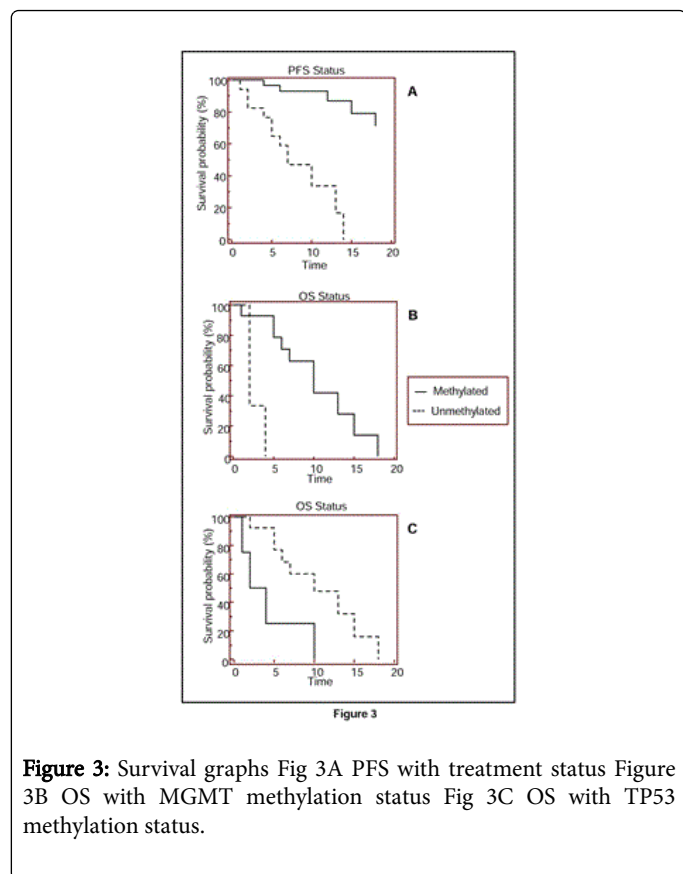 PFS Status
A
Survival probability (%)
100
80
60
40
20
0
0 5 10 15 20
Time
OS Status
B
Survival probability (%)
100
80
60
40
20
0
0 5 10 15 20
Time
Methylated
Unmethylated
OS Status
C
Survival probability (%)
100
80
60
40
20
0
0 5 10 15 20
Time
Figure 3
Figure 3: Survival graphs Fig 3A PFS with treatment status Figure
3B OS with MGMT methylation status Fig 3C OS with TP53
methylation status.